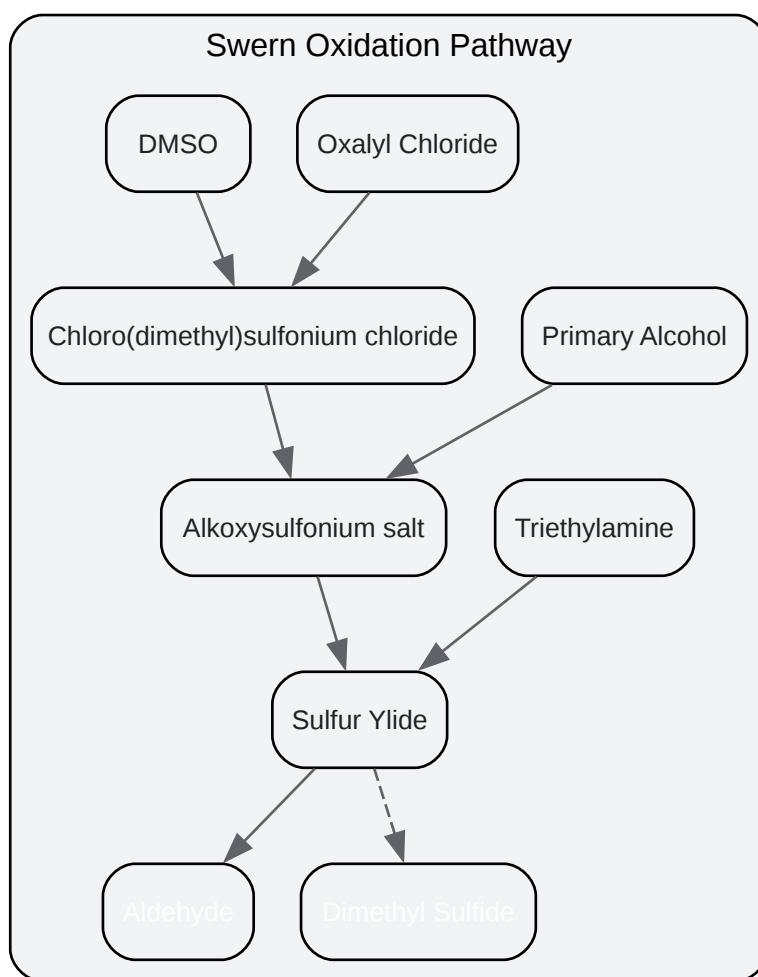 Swern Oxidation Pathway
DMSO
Oxalyl Chloride
Chloro(dimethyl)sulfonium chloride
Primary Alcohol
Alkoxysulfonium salt
Triethylamine
Sulfur Ylide
Aldehyde
Dimethyl Sulfide